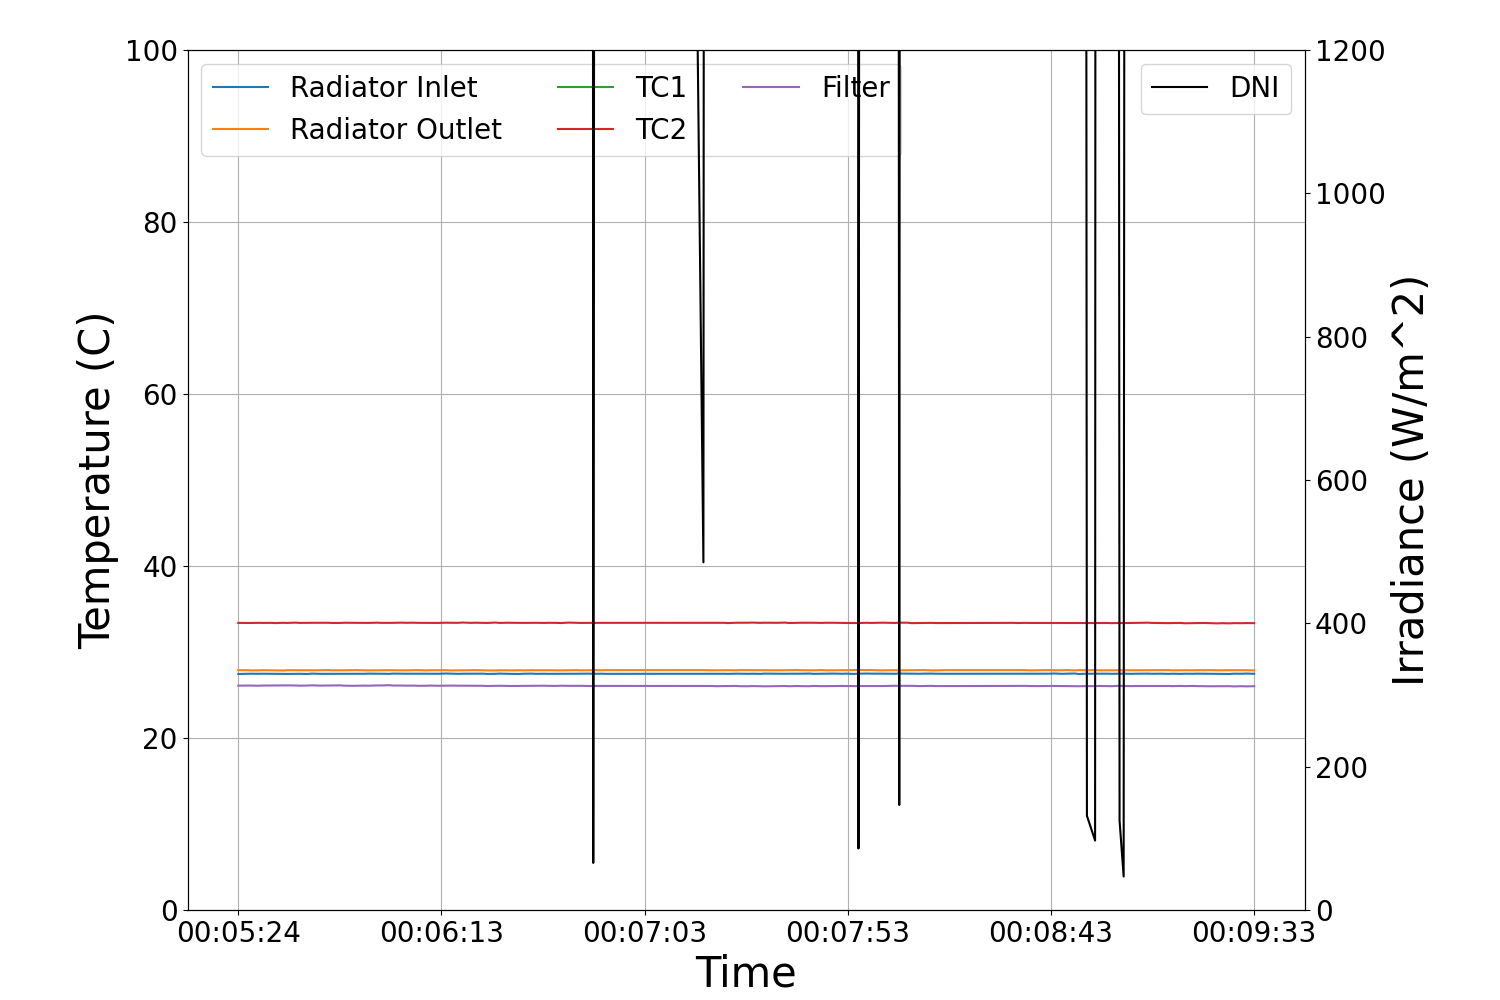 100
80
60
40
20
0
Temperature (C)
Radiator Inlet
Radiator Outlet
TC1
TC2
Filter
DNI
1200
1000
800
600
400
200
0
Irradiance (W/m^2)
00:05:24 00:06:13 00:07:03 00:07:53 00:08:43 00:09:33
Time